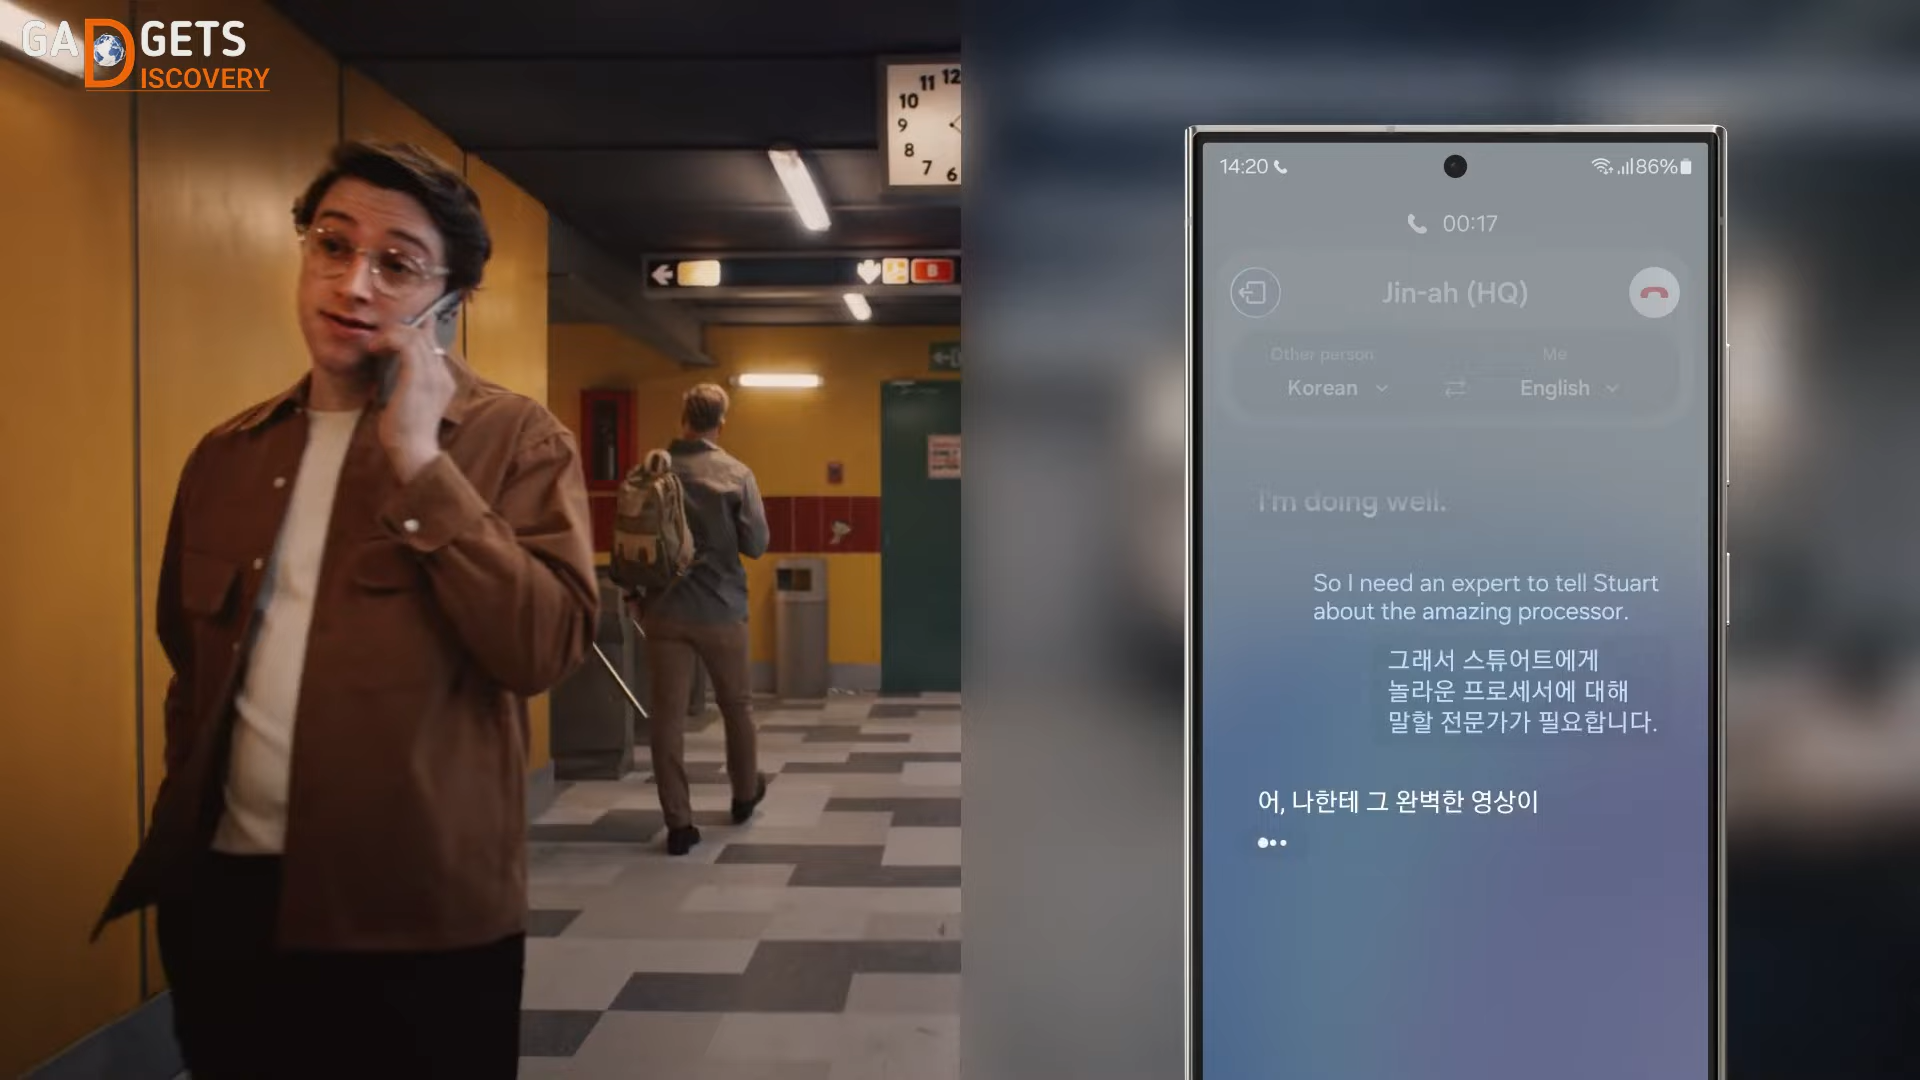 GADGETS
DISCOVERY
11 12
10
9
8
7
6
B
14:20
86%
00:17
Jin-ah (HQ)
Other person
Me
Korean
English
I'm doing well.
So I need an expert to tell Stuart
about the amazing processor.
그래서 스튜어트에게
놀라운 프로세서에 대해
말할 전문가가 필요합니다.
어, 나한테 그 완벽한 영상이